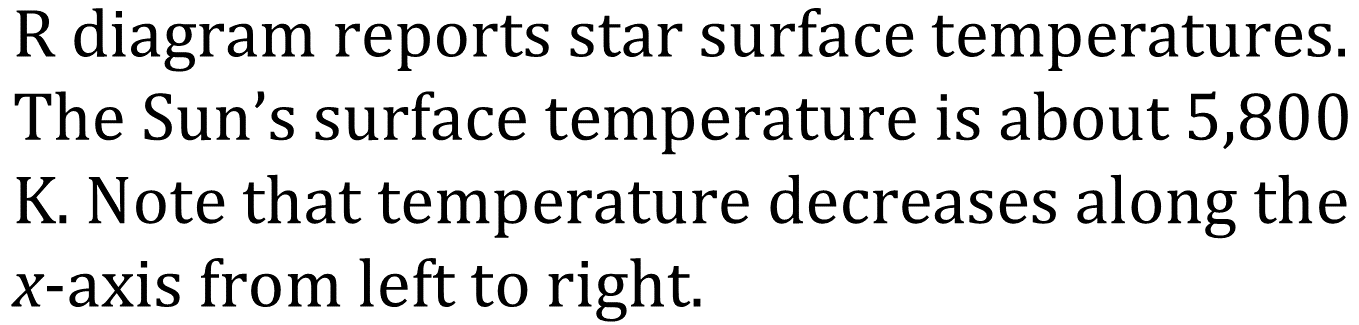 R diagram reports star surface temperatures.
The Sun’s surface temperature is about 5,800
K. Note that temperature decreases along the
x-axis from left to right.